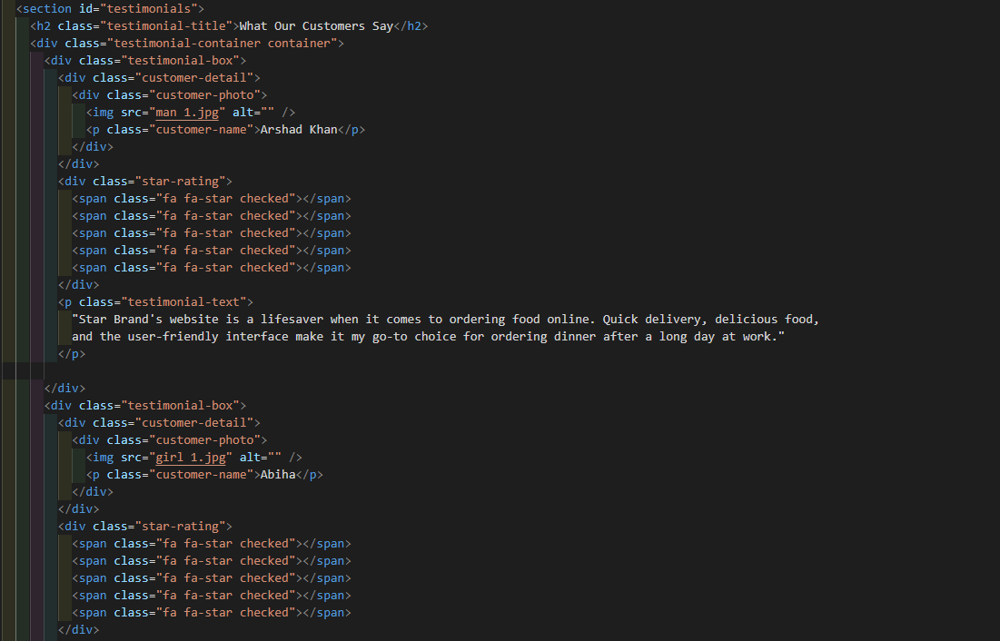 <section id="testimonials">
<h2 class="testimonial-title">What Our Customers Say</h2>
<div class="testimonial-container container">
<div class="testimonial-box">
<div class="customer-detail">
<div class="customer-photo">
<img src="man 1.jpg" alt="" />
<p class="customer-name">Arshad Khan</p>
</div>
</div>
<div class="star-rating">
<span class="fa fa-star checked"></span>
<span class="fa fa-star checked"></span>
<span class="fa fa-star checked"></span>
<span class="fa fa-star checked"></span>
<span class="fa fa-star checked"></span>
</div>
<p class="testimonial-text">
"Star Brand's website is a lifesaver when it comes to ordering food online. Quick delivery, delicious food,
and the user-friendly interface make it my go-to choice for ordering dinner after a long day at work."
</p>
</div>
<div class="testimonial-box">
<div class="customer-detail">
<div class="customer-photo">
<img src="girl 1.jpg" alt="" />
<p class="customer-name">Abiha</p>
</div>
</div>
<div class="star-rating">
<span class="fa fa-star checked"></span>
<span class="fa fa-star checked"></span>
<span class="fa fa-star checked"></span>
<span class="fa fa-star checked"></span>
<span class="fa fa-star checked"></span>
</div>